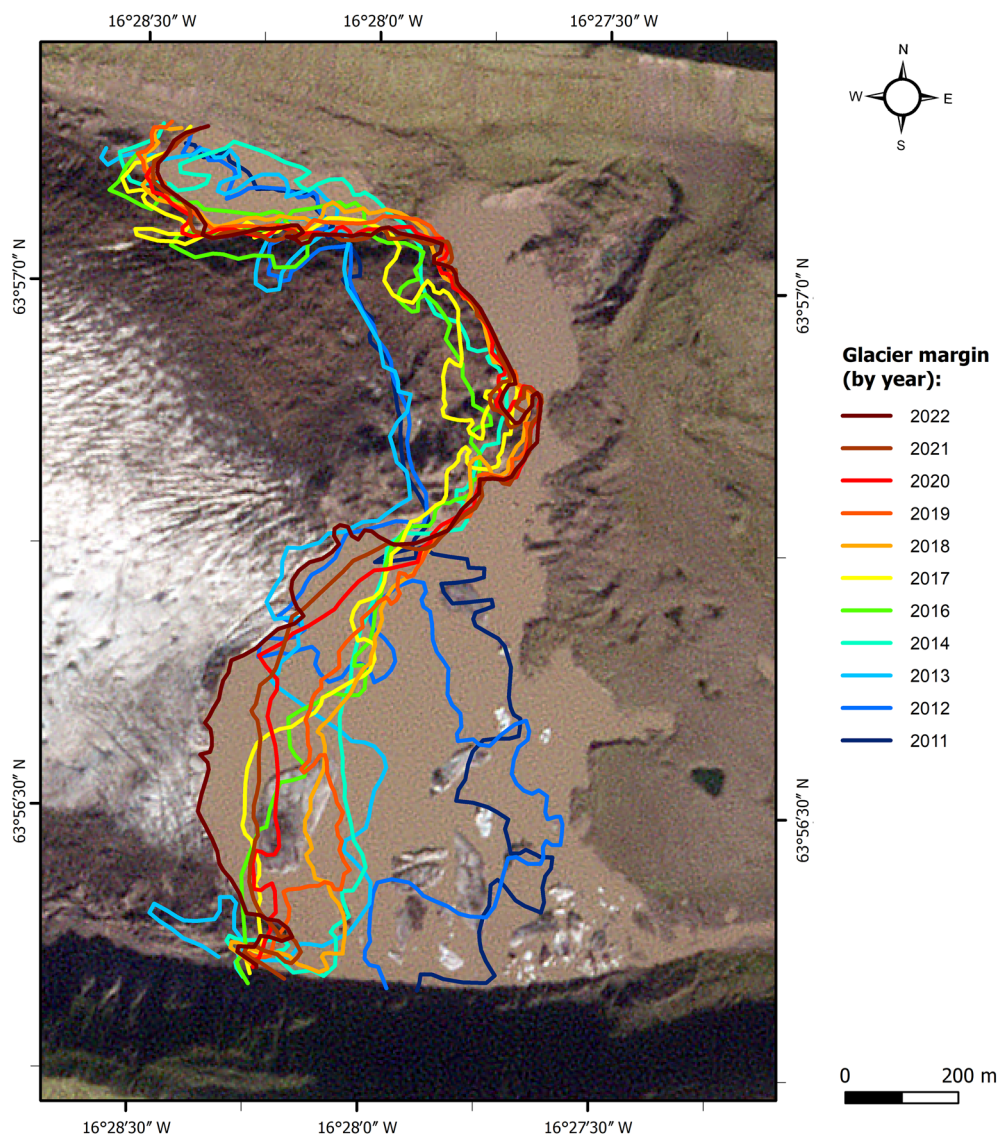 16°28'30" W
16°28'0" W
16°27'30" W
N
W
E
S
63°57'0" N
63°57'0" N
Glacier margin
(by year):
2022
2021
2020
2019
2018
2017
2016
2014
2013
2012
2011
63°56'30" N
63°56'30" N
0
200 m
16°28'30" W
16°28'0" W
16°27'30" W